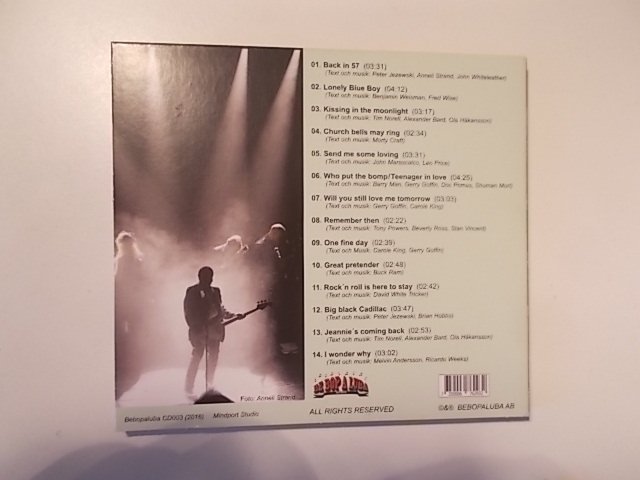 01. Back in 57 (03:31)
(Text och musik: Peter Jezewski, Anneli Strand, John Whiteleather)
02. Lonely Blue Boy (04:12)
(Text och musik: Benjamin Weisman, Fred Wise)
03. Kissing in the moonlight (03:17)
(Text och musik: Tim Norell, Alexander Bard, Ola Håkansson)
04. Church bells may ring (02:34)
(Text och musik: Morty Craft)
05. Send me some loving (03:31)
(Text och musik: John Marascalco, Leo Price)
06. Who put the bomp/Teenager in love (04:25)
(Text och musik: Barry Man, Gerry Goffin, Doc Pomus, Shuman Mort)
07. Will you still love me tomorrow (03:03)
(Text och musik: Gerry Goffin, Carole King)
08. Remember then (02:22)
(Text och musik: Tony Powers, Beverly Ross, Stan Vincent)
09. One fine day (02:39)
(Text och Musik: Carole King, Gerry Goffin)
10. Great pretender (02:48)
(Text och musik: Buck Ram)
11. Rock´n roll is here to stay (02:42)
(Text och musik: David White Tricker)
12. Big black Cadillac (03:47)
(Text och musik: Peter Jezewski, Brian Hobbs)
13. Jeannie´s coming back (02:53)
(Text och musik: Tim Norell, Alexander Bard, Ola Håkansson)
14. I wonder why (03:02)
(Text och musik: Melvin Andersson, Ricardo Weeks)
BE BOP A LUBA
Foto: Anneli Strand
Bebopaluba CD003 (2016) Mindport Studio
ALL RIGHTS RESERVED
©&℗ BEBOPALUBA AB